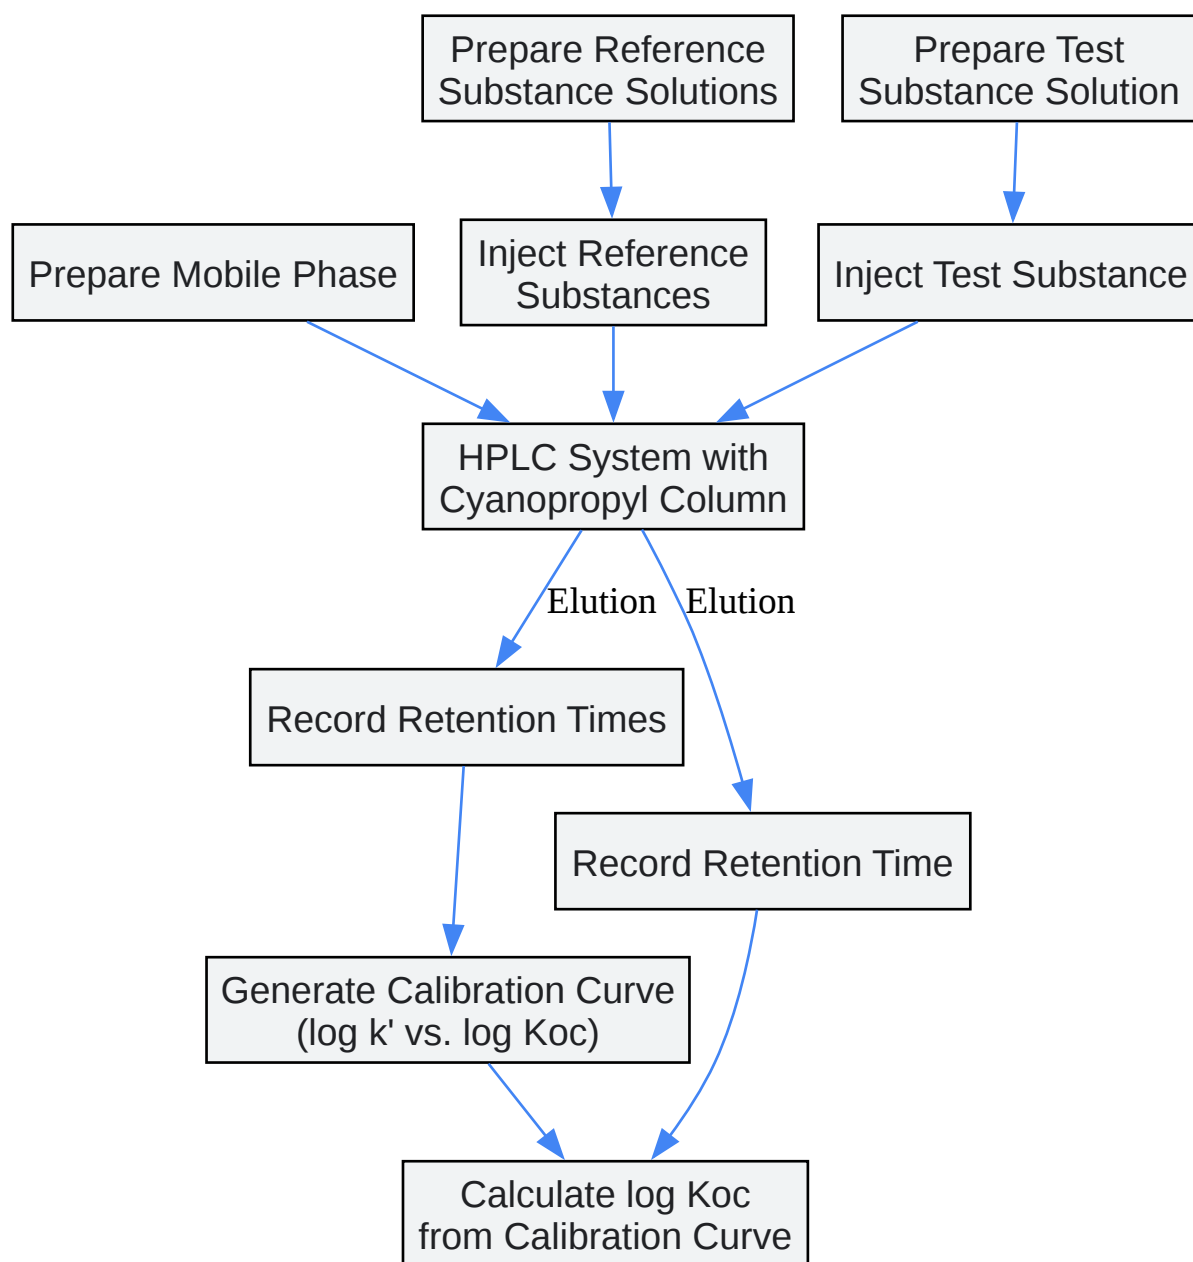 Prepare Reference
Substance Solutions
Prepare Test
Substance Solution
Prepare Mobile Phase
Inject Reference
Substances
Inject Test Substance
HPLC System with
Cyanopropyl Column
Elution
Elution
Record Retention Times
Record Retention Time
Generate Calibration Curve
(log k' vs. log Koc)
Calculate log Koc
from Calibration Curve